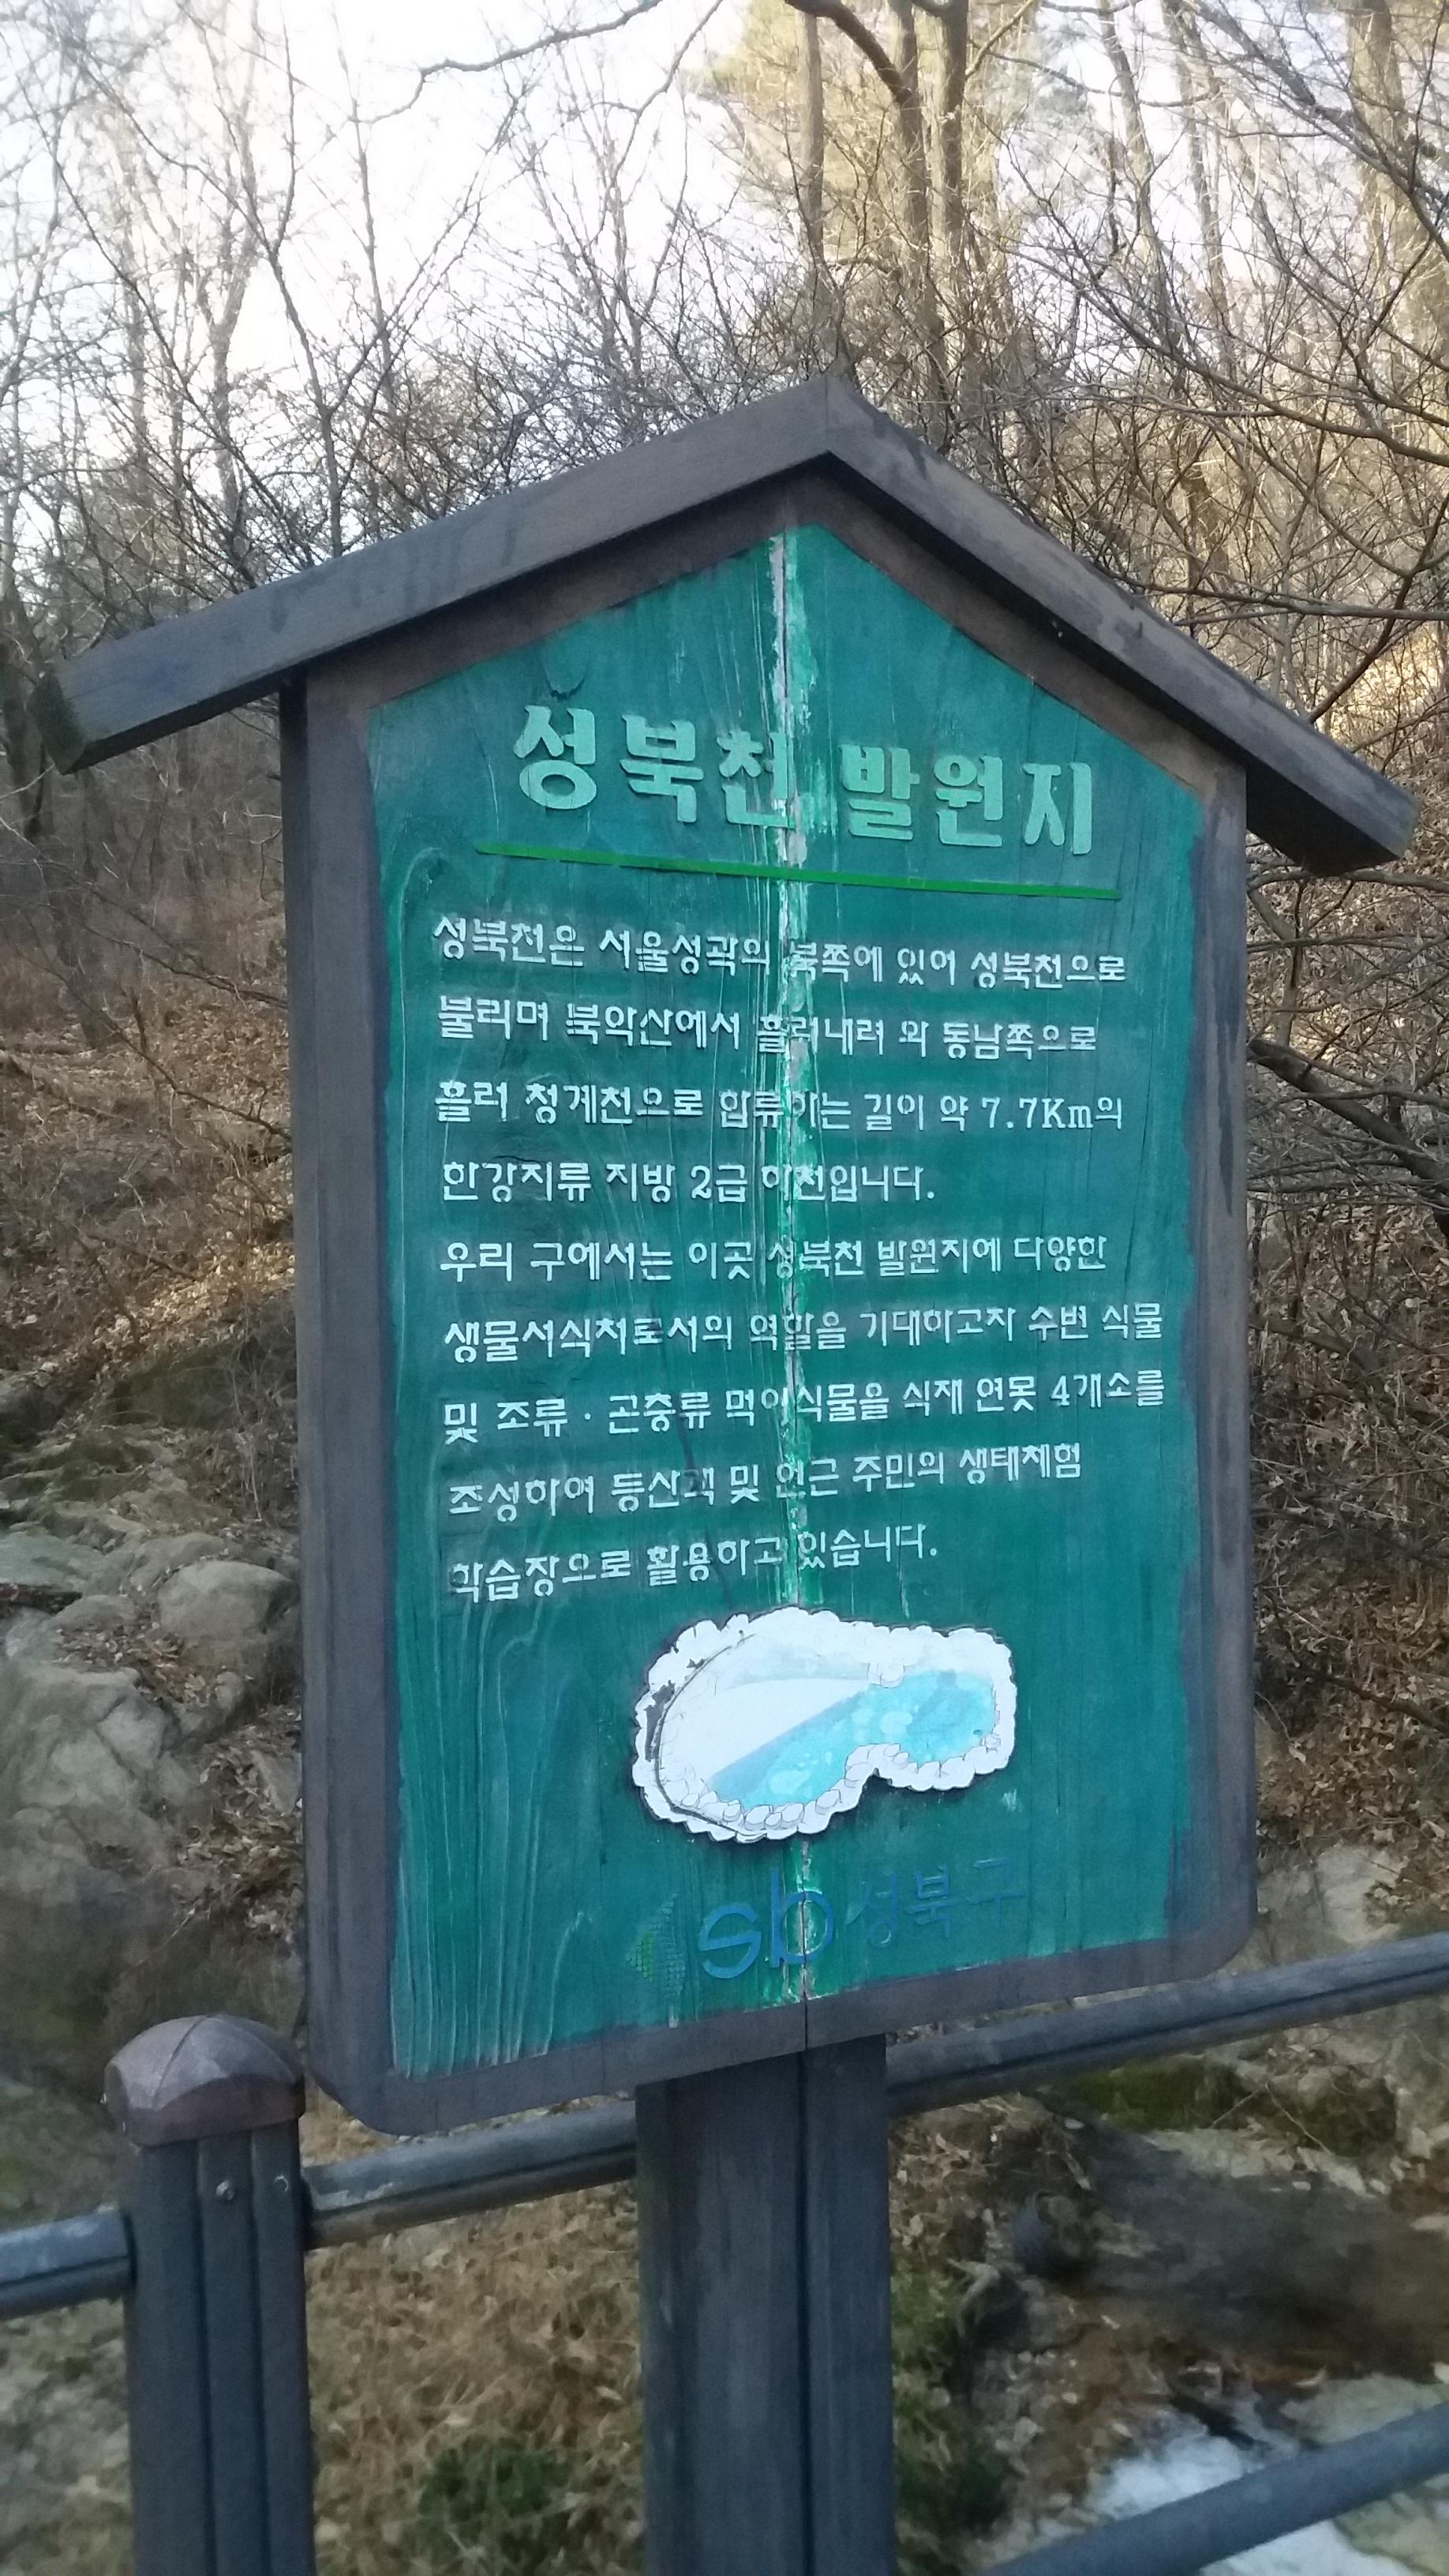 성북천 발원지
성북천은 서울성곽의 북쪽에 있어 성북천으로
불리며 북악산에서 흘러내려 와 동남쪽으로
흘러 청계천으로 합류하는 길이 약 7.7Km의
한강지류 지방 2급 하천입니다.
우리 구에서는 이곳 성북천 발원지에 다양한
생물서식처로서의 역할을 기대하고자 수변 식물
및 조류 · 곤충류 먹이식물을 식재 연못 4개소를
조성하여 등산객 및 인근 주민의 생태체험
학습장으로 활용하고 있습니다.
sb 성북구